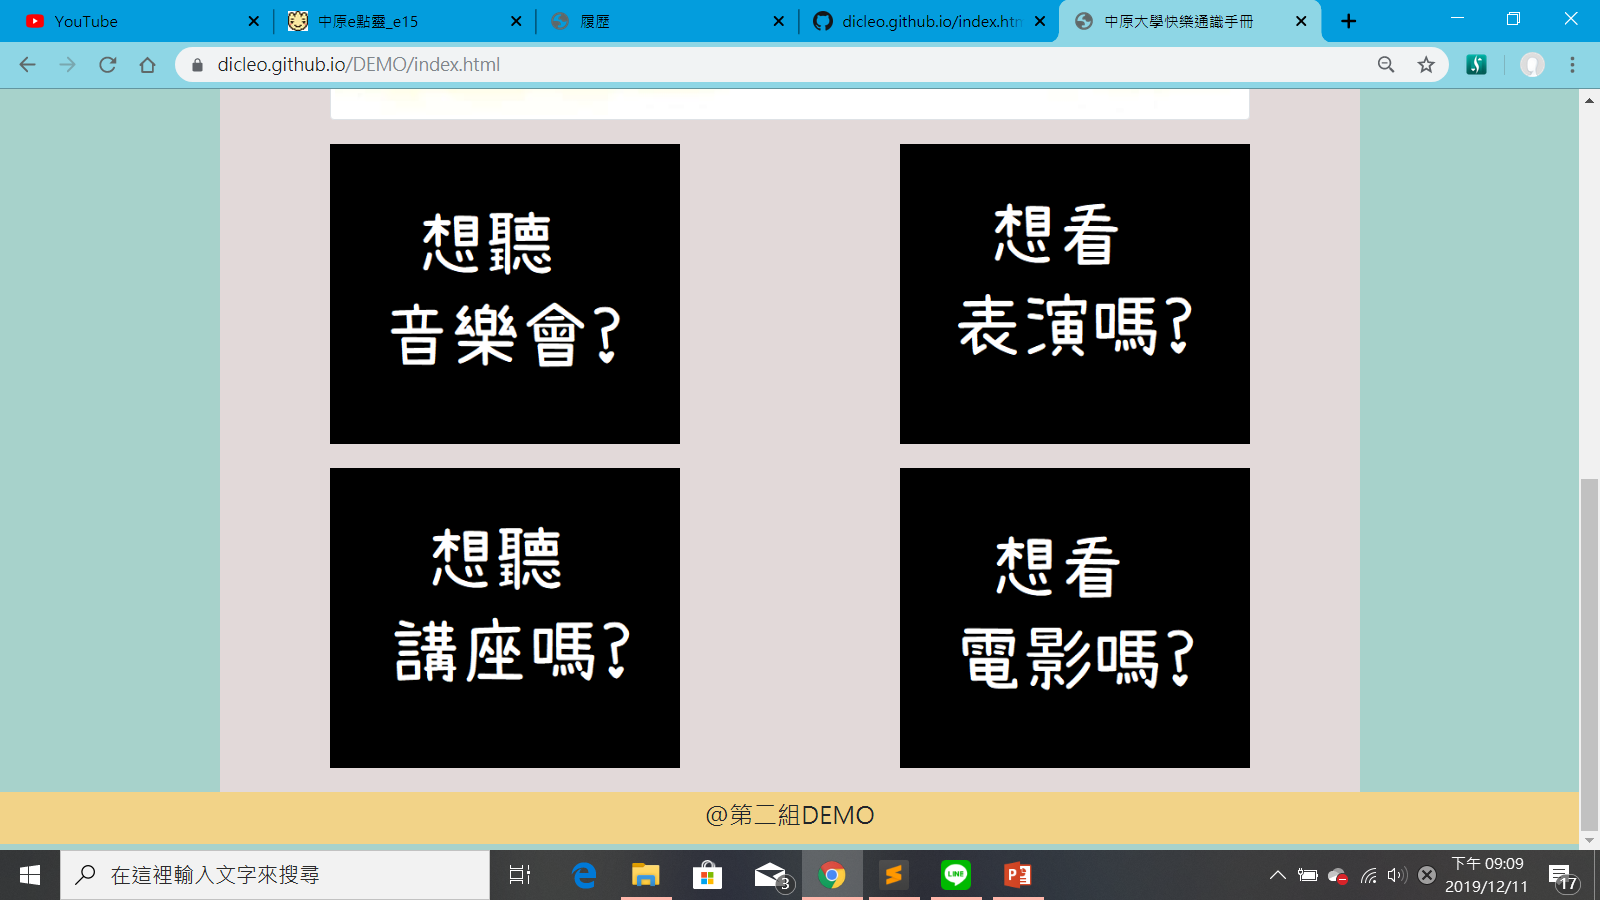 YouTube
中原e點靈_e15
履歷
dicleo.github.io/index.htm
中原大學快樂通識手冊
dicleo.github.io/DEMO/index.html
想聽
音樂會?
想看
表演嗎?
想聽
講座嗎?
想看
電影嗎?
@第二組DEMO
在這裡輸入文字來搜尋
3
LINE
下午 09:09
2019/12/11
17